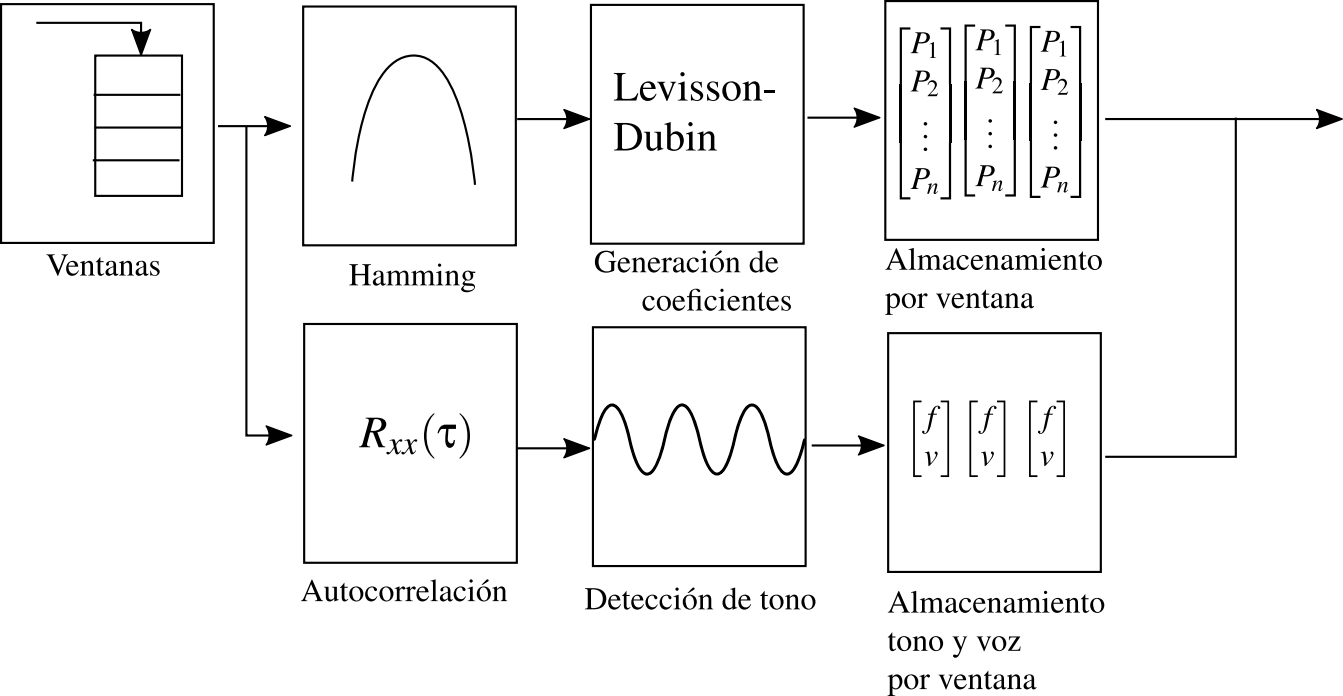 Ventanas
Hamming
Levisson-
Dubin
Generación de
coeficientes
P1 P1 P1
P2 P2 P2
⋮ ⋮ ⋮
Pn Pn Pn
Almacenamiento
por ventana
Rxx(τ)
Autocorrelación
Detección de tono
f f f
v v v
Almacenamiento
tono y voz
por ventana